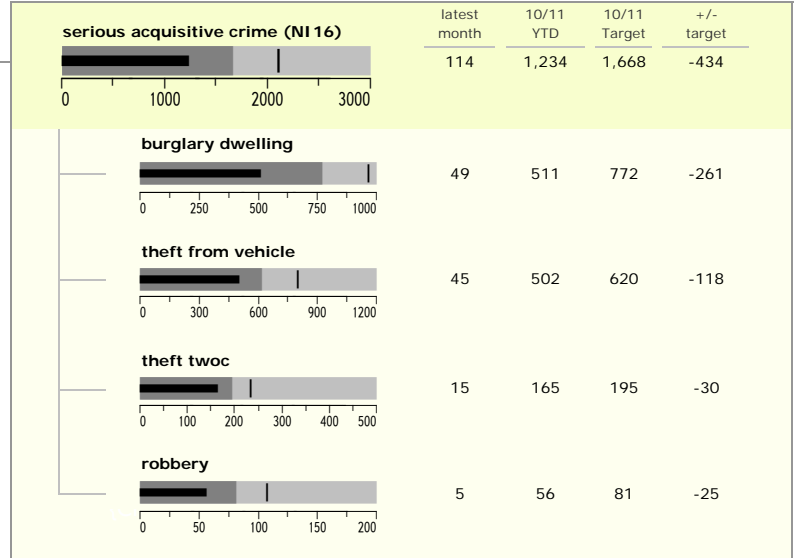 latest 10/11 10/11 +/-
serious acquisitive crime (NI 16) month YTD Target target
114 1,234 1,668 -434
0 1000 2000 3000
burglary dwelling
49 511 772 -261
0 250 500 750 1000
theft from vehicle
45 502 620 -118
0 300 600 900 1200
theft twoc
15 165 195 -30
0 100 200 300 400 500
robbery
5 56 81 -25
0 50 100 150 200